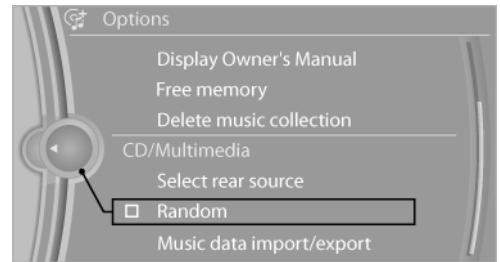 Options
Display Owner's Manual
Free memory
Delete music collection
CD/Multimedia
Select rear source
Random
Music data import/export